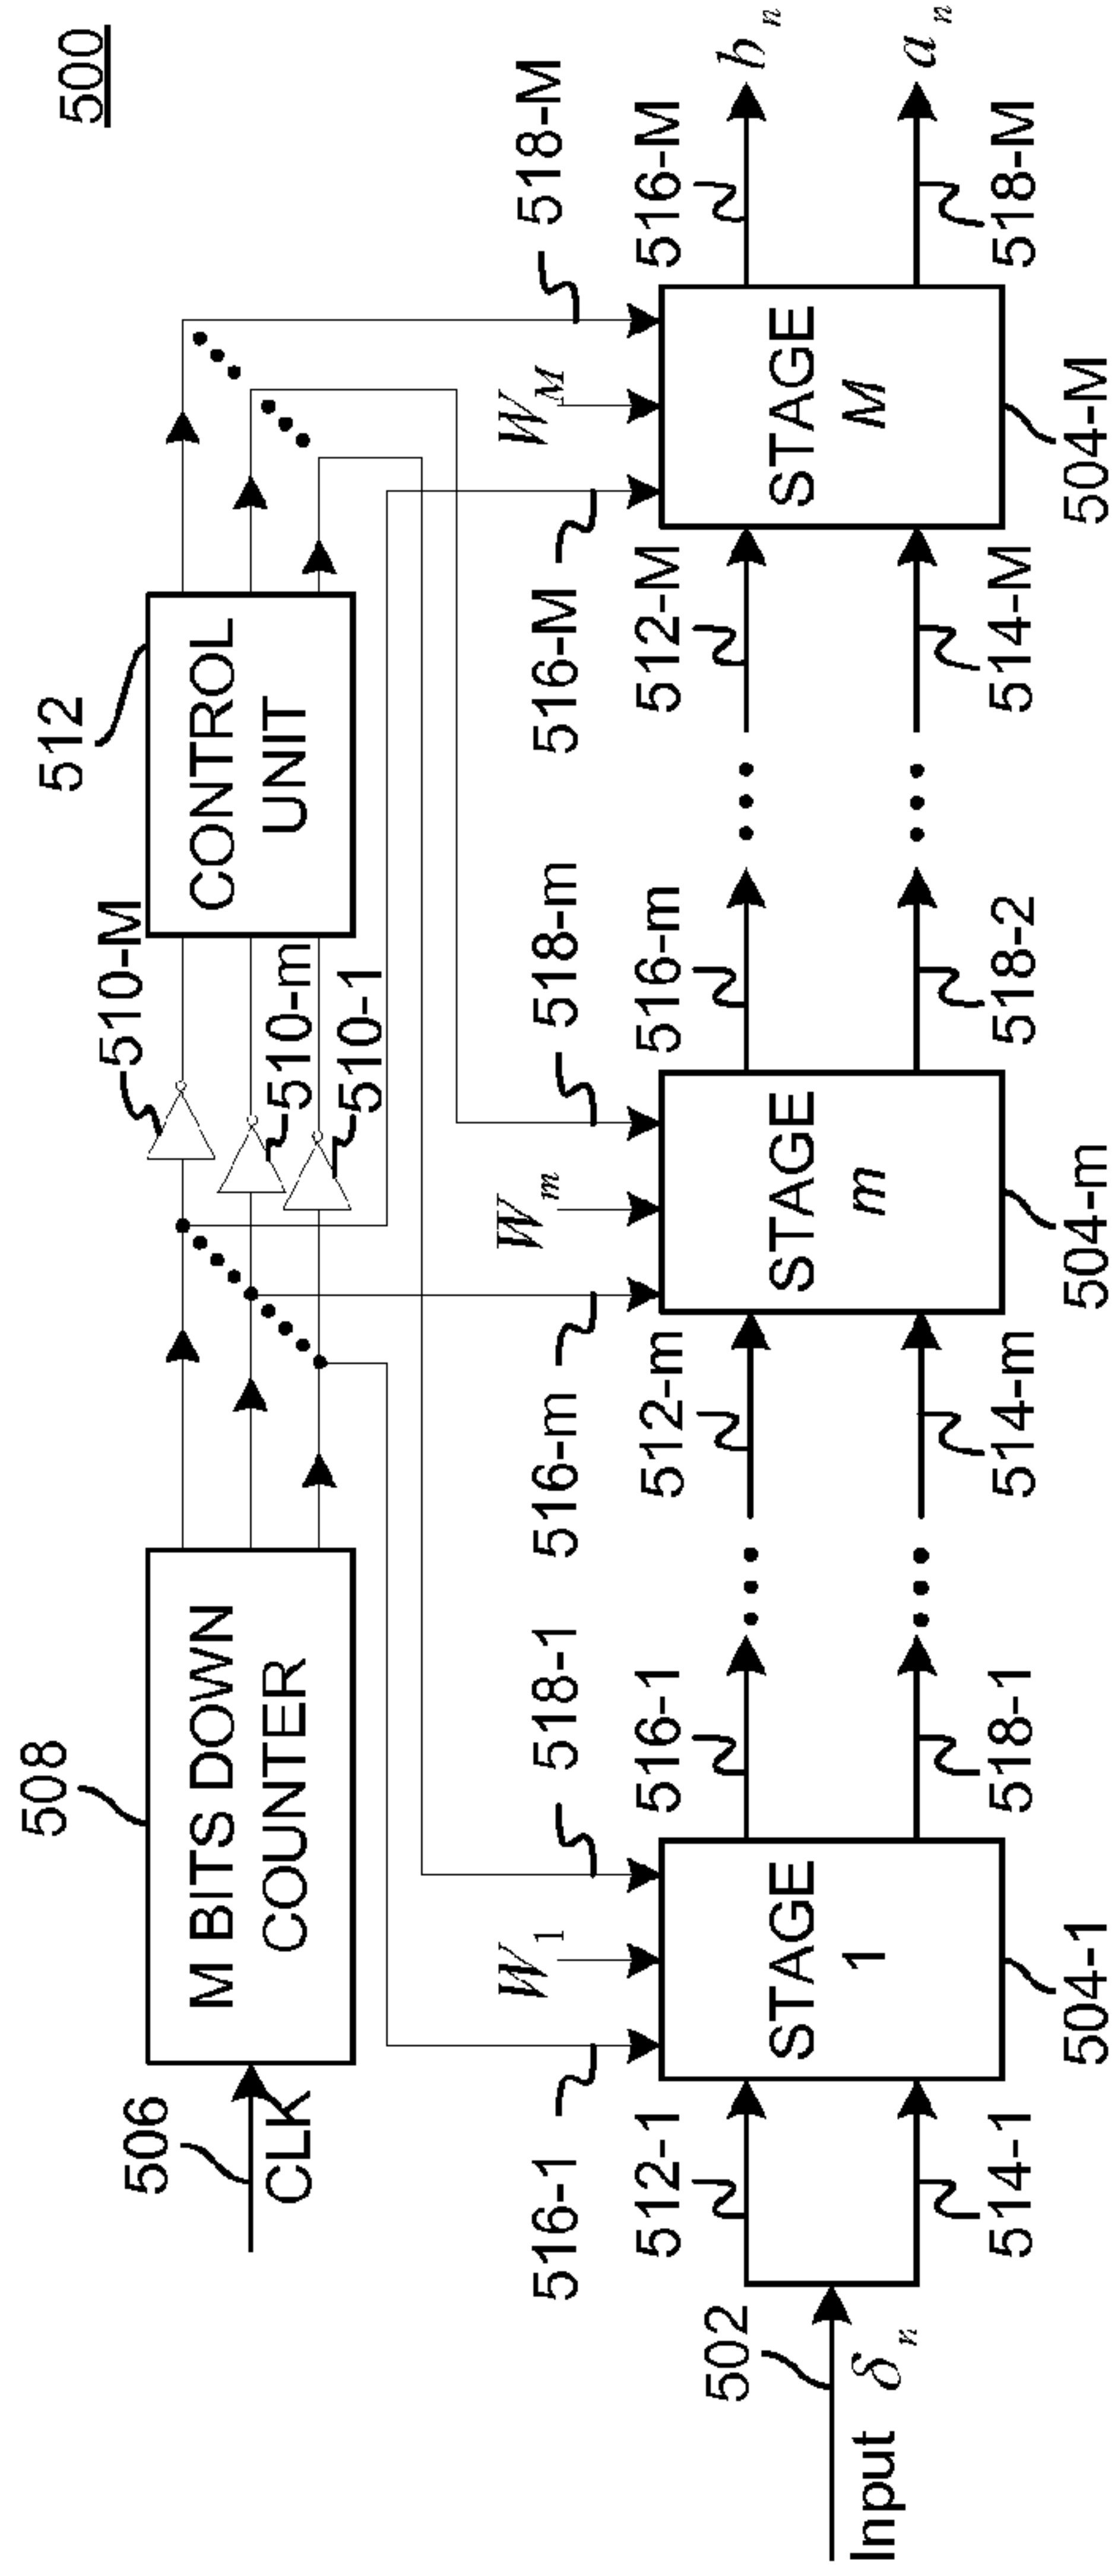 500
508
M BITS DOWN
COUNTER
506
CLK
510-M
510-m
510-1
512
CONTROL
UNIT
516-1
W1
518-1
516-m
Wm
518-m
516-M
WM
518-M
502
Input δn
512-1
514-1
STAGE
1
504-1
516-1
518-1
512-m
514-m
STAGE
m
504-m
516-m
518-2
512-M
514-M
STAGE
M
504-M
516-M
518-M
bn
an